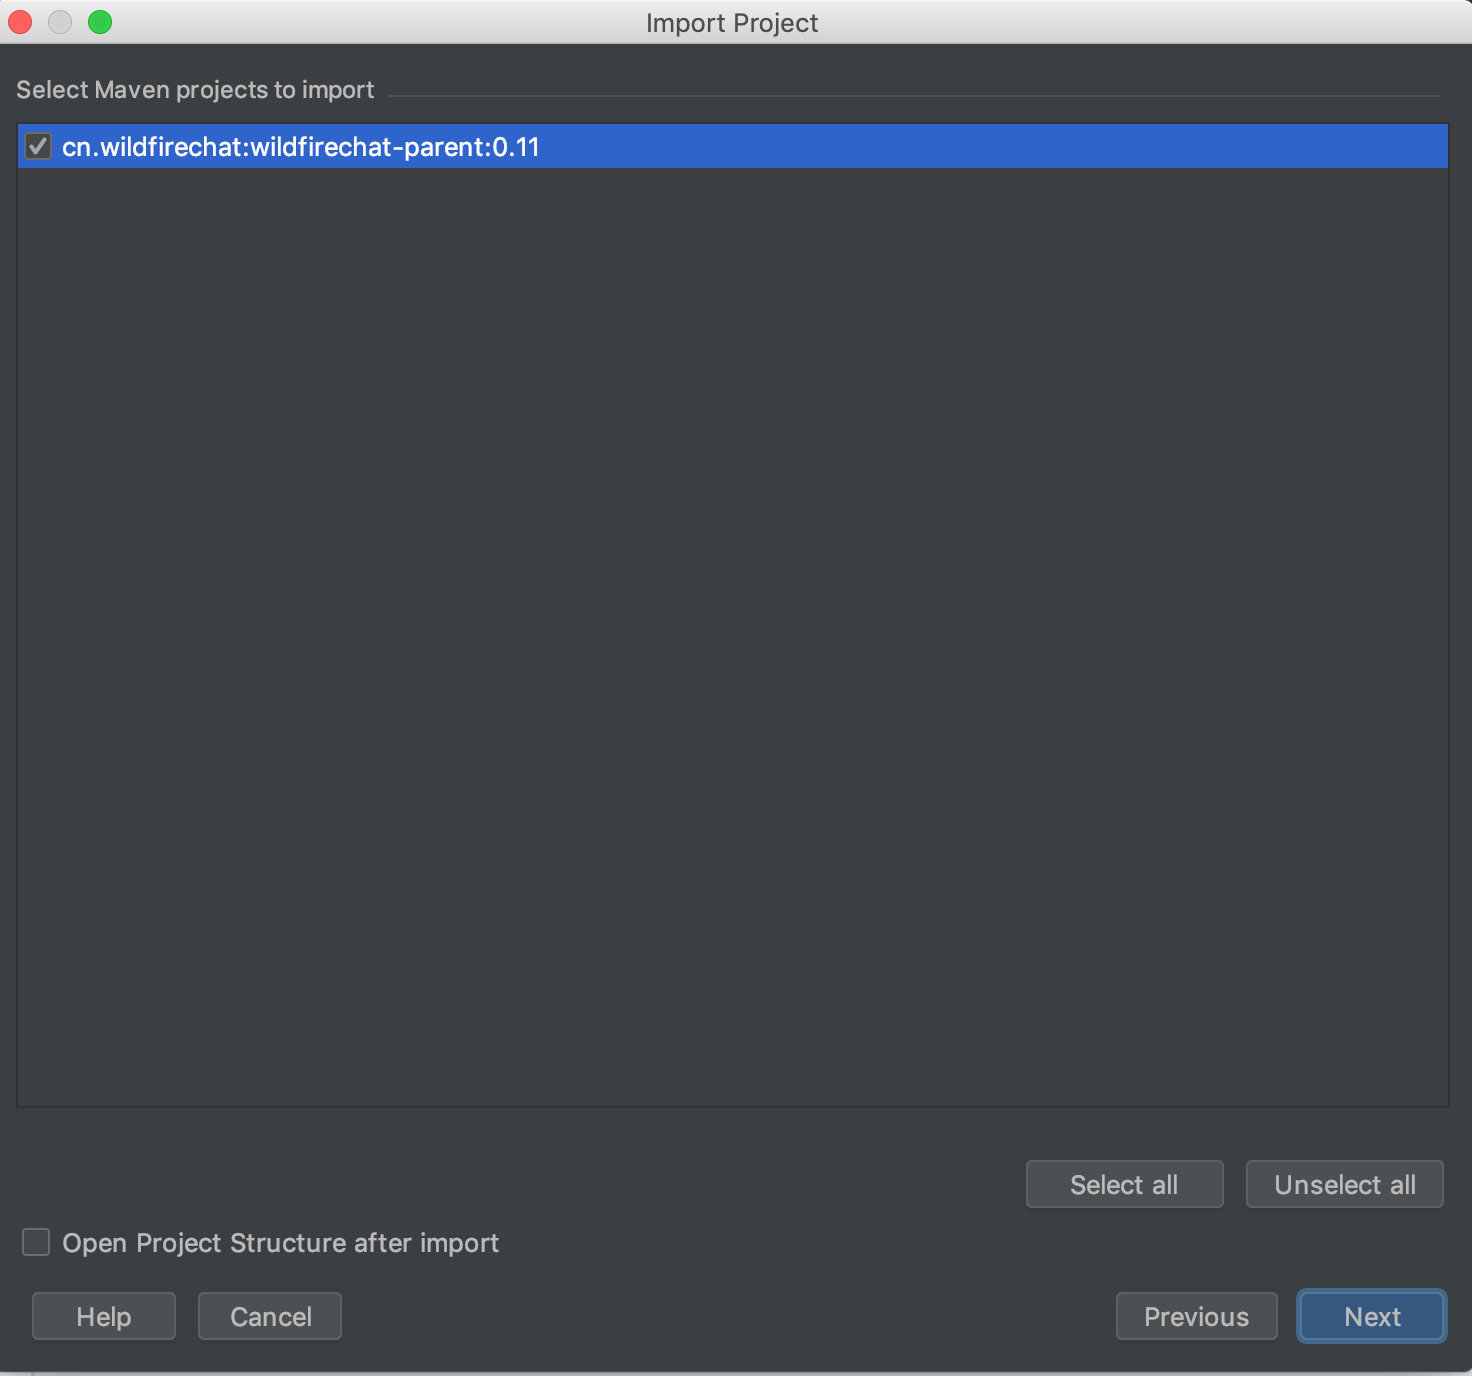 Import Project
Select Maven projects to import
cn.wildfirechat:wildfirechat-parent:0.11
Select all
Unselect all
Open Project Structure after import
Help
Cancel
Previous
Next